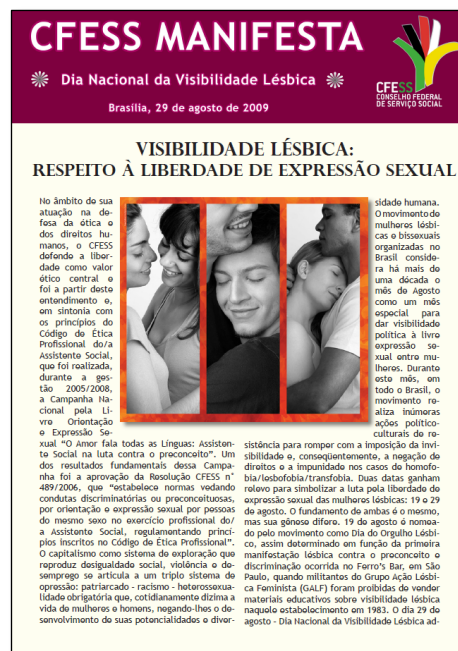 CFESS MANIFESTA
Dia Nacional da Visibilidade Lésbica
Brasília, 29 de agosto de 2009
CFESS
CONSELHO FEDERAL
DE SERVIÇO SOCIAL
VISIBILIDADE LÉSBICA:
RESPEITO À LIBERDADE DE EXPRESSÃO SEXUAL
No âmbito de sua
atuação na de-
fesa da ética e
dos direitos hu-
manos, o CFESS
defende a liber-
dade como valor
ético central e
foi a partir deste
entendimento e,
em sintonia com
os princípios do
Código de Ética
Profissional do/a
Assistente Social,
que foi realizada,
durante a ges-
tão 2005/2008,
a Campanha Na-
cional pela Li-
vre Orientação
e Expressão Se-
xual "O Amor fala todas as Línguas: Assisten-
te Social na luta contra o preconceito". Um
dos resultados fundamentais dessa Campa-
nha foi a aprovação da Resolução CFESS n°
489/2006, que "estabelece normas vedando
condutas discriminatórias ou preconceituosas,
por orientação e expressão sexual por pessoas
do mesmo sexo no exercício profissional do/
a Assistente Social, regulamentando princí-
pios inscritos no Código de Ética Profissional".
O capitalismo como sistema de exploração que
reproduz desigualdade social, violência e de-
semprego se articula a um triplo sistema de
opressão: patriarcado - racismo - heterossexua-
lidade obrigatória que, cotidianamente dizima a
vida de mulheres e homens, negando-lhes o de-
senvolvimento de suas potencialidades e diver-
sidade humana.
O movimento de
mulheres lésbi-
cas e bissexuais
organizadas no
Brasil conside-
ra há mais de
uma década o
mês de Agosto
como um mês
especial para
dar visibilidade
política à livre
expressão se-
xual entre mu-
lheres. Durante
este mês, em
todo o Brasil, o
movimento re-
aliza inúmeras
ações político-
culturais de re-
sistência para romper com a imposição da invi-
sibilidade e, conseqüentemente, a negação de
direitos e a impunidade nos casos de homofo-
bia/lesbofobia/transfobia. Duas datas ganham
relevo para simbolizar a luta pela liberdade de
expressão sexual das mulheres lésbicas: 19 e 29
de agosto. O fundamento de ambas é o mesmo,
mas sua gênese difere. 19 de agosto é nomea-
do pelo movimento como Dia do Orgulho Lésbi-
co, assim determinado em função da primeira
manifestação lésbica contra o preconceito e
discriminação ocorrida no Ferro's Bar, em São
Paulo, quando militantes do Grupo Ação Lésbi-
ca Feminista (GALF) foram proibidas de vender
materiais educativos sobre visibilidade lésbica
naquele estabelecimento em 1983. O dia 29 de
agosto - Dia Nacional da Visibilidade Lésbica ad-